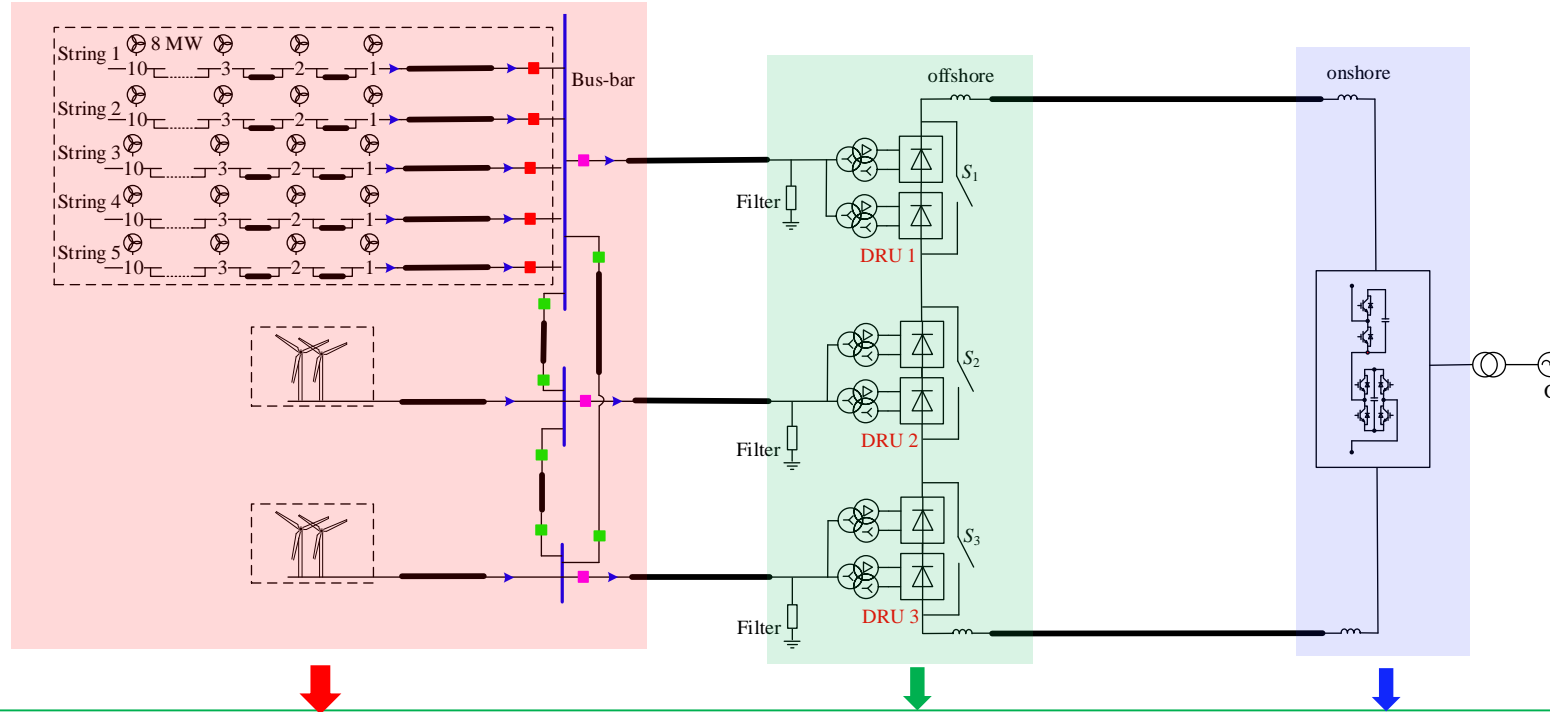 String 1
8 MW
10 3 2 1
Bus-bar
String 2
10 3 2 1
String 3
10 3 2 1
String 4
10 3 2 1
String 5
10 3 2 1
offshore
onshore
Filter
S1
DRU 1
S2
Filter
DRU 2
S3
Filter
DRU 3